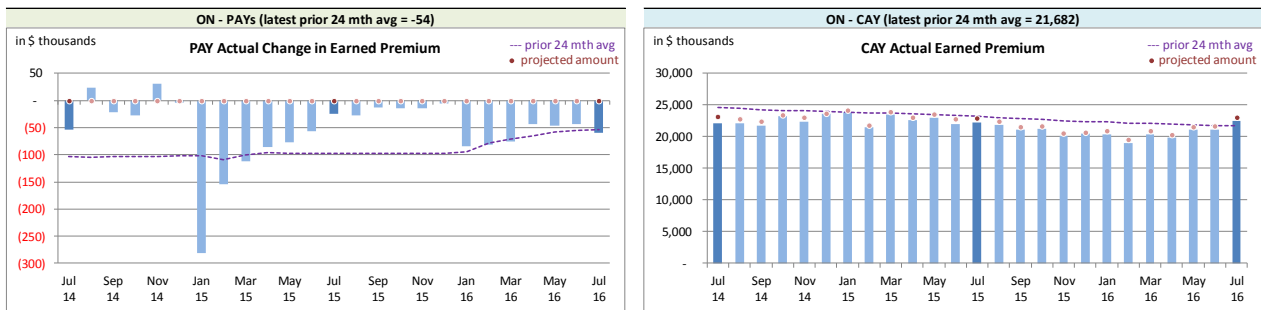 ON - PAYs (latest prior 24 mth avg = -54)
in $ thousands
PAY Actual Change in Earned Premium
prior 24 mth avg
projected amount
50
-
(50)
(100)
(150)
(200)
(250)
(300)
Jul Sep Nov Jan Mar May Jul Sep Nov Jan Mar May Jul
14 14 14 15 15 15 15 15 15 16 16 16 16
ON - CAY (latest prior 24 mth avg = 21,682)
in $ thousands
CAY Actual Earned Premium
prior 24 mth avg
projected amount
30,000
25,000
20,000
15,000
10,000
5,000
-
Jul Sep Nov Jan Mar May Jul Sep Nov Jan Mar May Jul
14 14 14 15 15 15 15 15 15 16 16 16 16